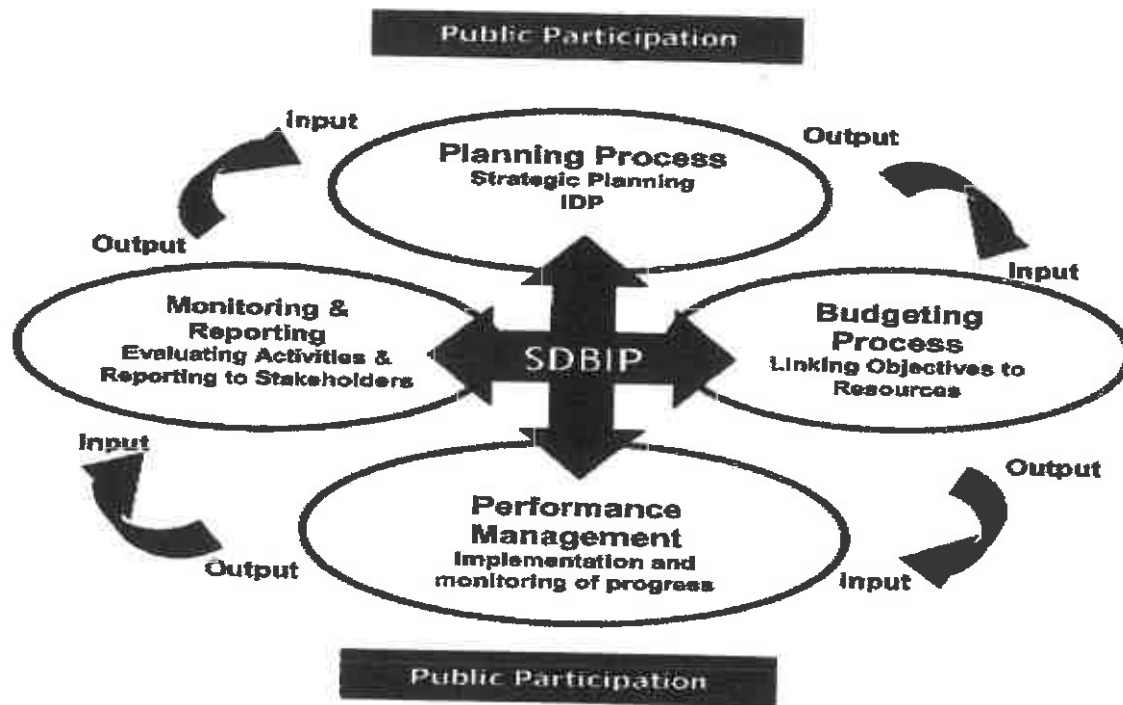 Public Participation
Input
Output
Planning Process
Strategic Planning
IDP
Output
Input
Monitoring &
Reporting
Evaluating Activities &
Reporting to Stakeholders
SDBIP
Budgeting
Process
Linking Objectives to
Resources
Input
Output
Performance
Management
Implementation and
monitoring of progress
Output
Input
Public Participation